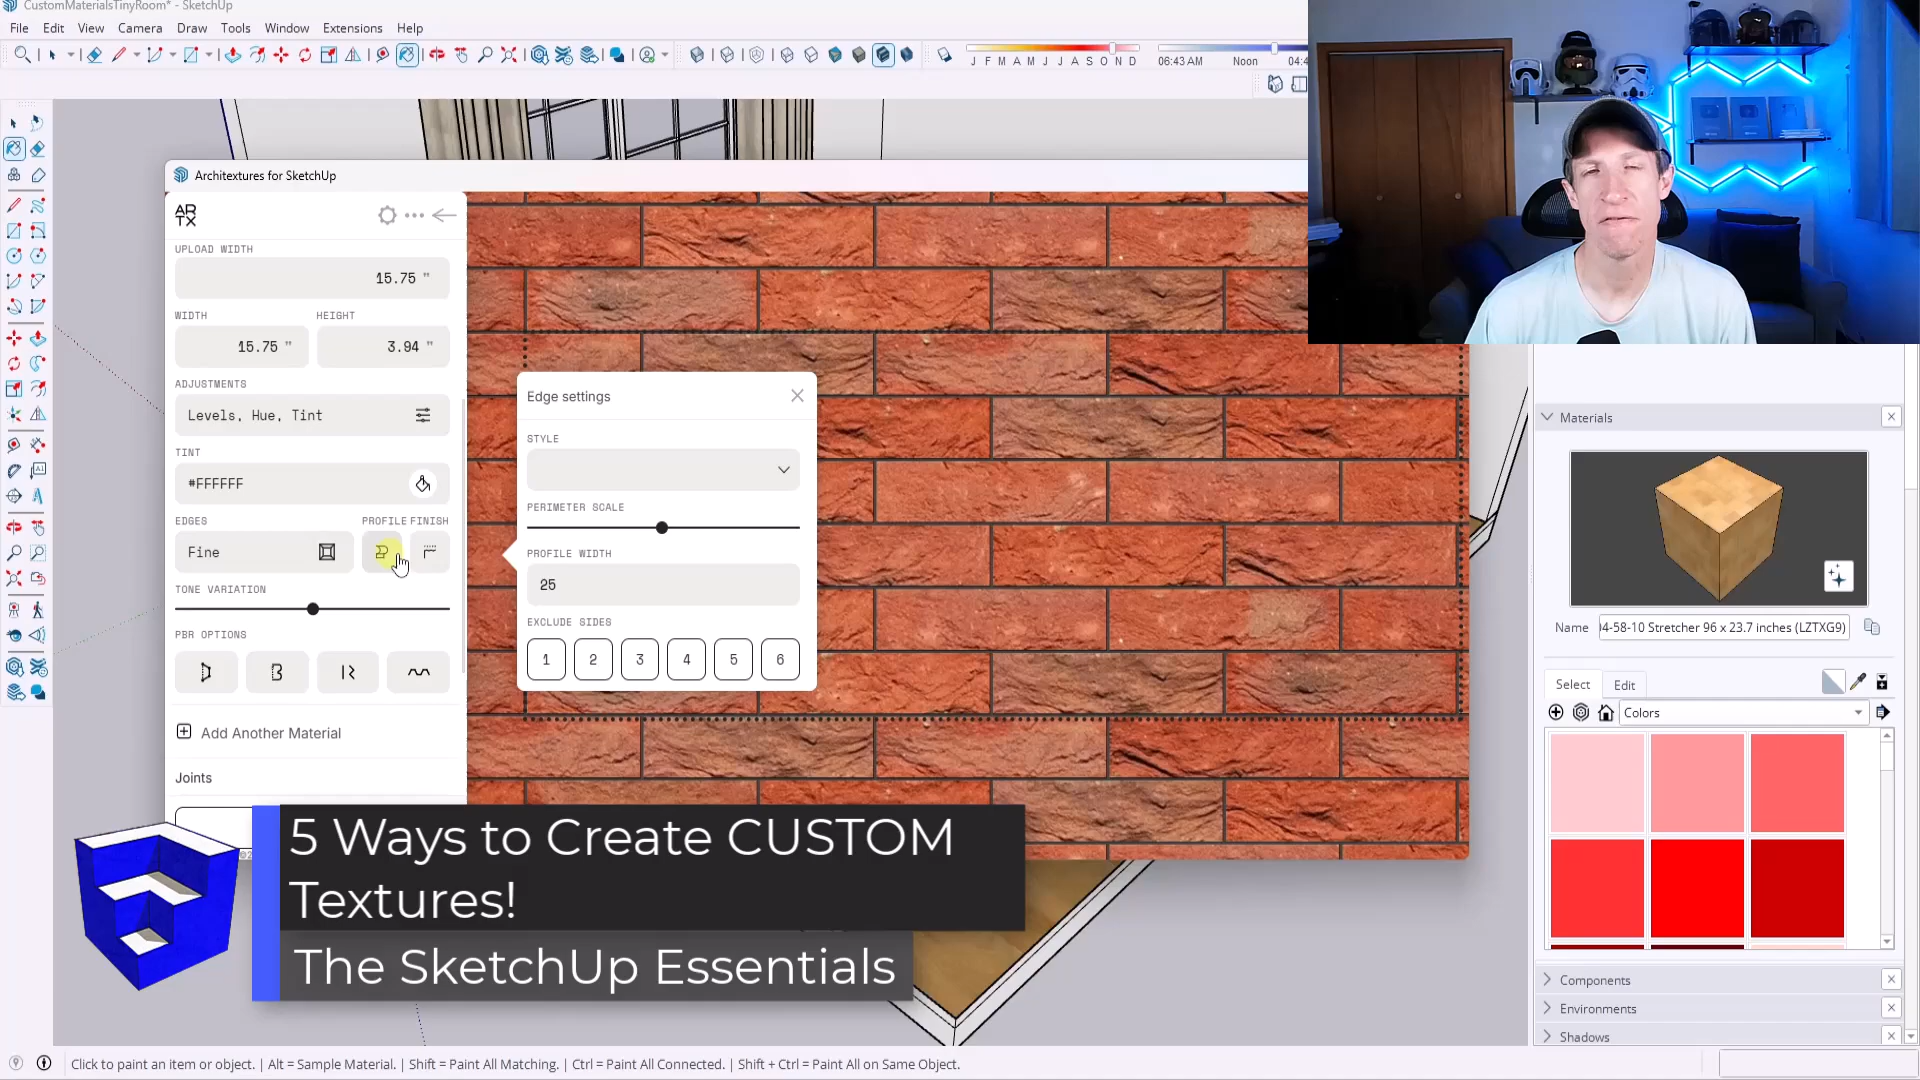 CustomMaterialsTinyRoom* - SketchUp
File Edit View Camera Draw Tools Window Extensions Help
J F M A M J J A S O N D 06:43 AM Noon
Architextures for SketchUp
AR
TX
UPLOAD WIDTH
15.75 "
WIDTH HEIGHT
15.75 " 3.94 "
ADJUSTMENTS
Levels, Hue, Tint
TINT
#FFFFFF
EDGES PROFILE FINISH
Fine
TONE VARIATION
PBR OPTIONS
Add Another Material
Joints
Edge settings
STYLE
PERIMETER SCALE
PROFILE WIDTH
25
EXCLUDE SIDES
1 2 3 4 5 6
Materials
Name 04-58-10 Stretcher 96 x 23.7 inches (LZTXG9)
Select Edit
Colors
Components
Environments
Shadows
5 Ways to Create CUSTOM
Textures!
The SketchUp Essentials
Click to paint an item or object. | Alt = Sample Material. | Shift = Paint All Matching. | Ctrl = Paint All Connected. | Shift + Ctrl = Paint All on Same Object.